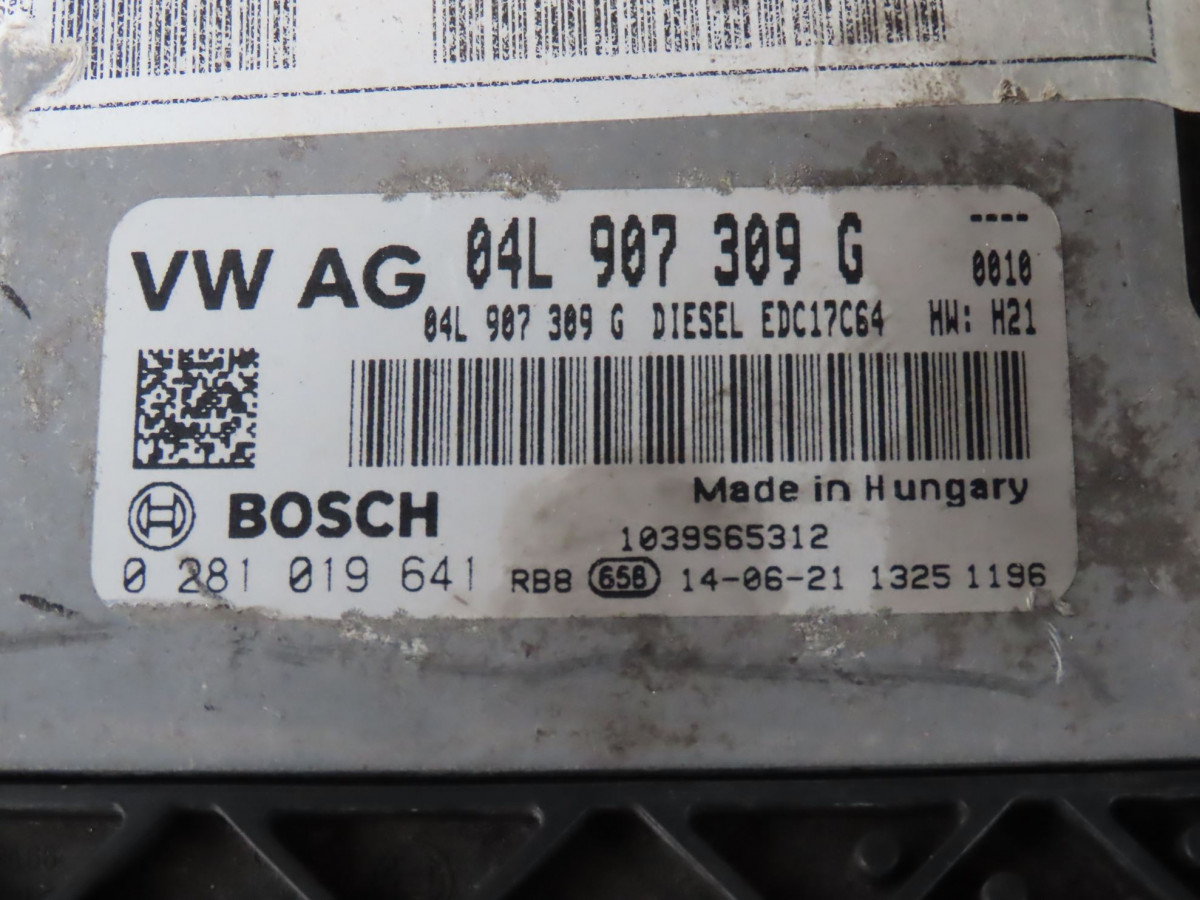 VW AG 04L 907 309 G ----
0010
04L 907 309 G DIESEL EDC17C64 HW: H21
Made in Hungary
BOSCH
1039S65312
0 281 019 641 RB8 658 14-06-21 1325 1196